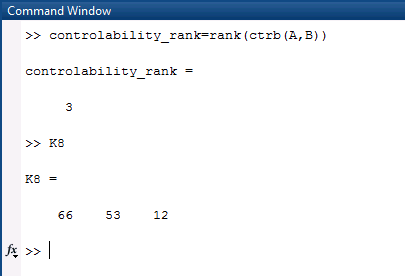 Command Window
>> controlability_rank=rank(ctrb(A,B))
controlability_rank =
3
>> K8
K8 =
66 53 12
fx >>